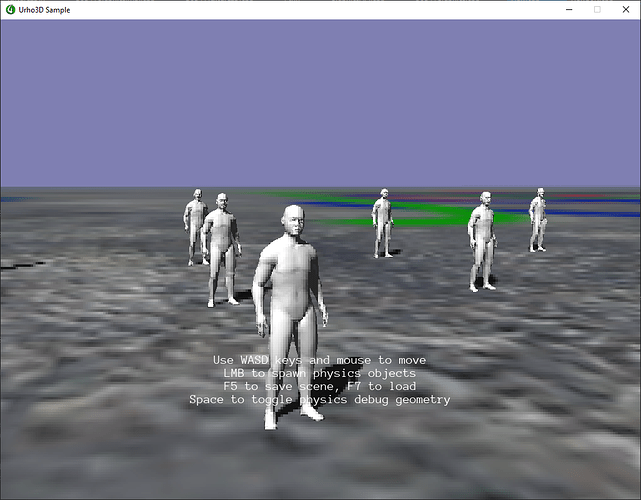 Urho3D Sample
Use WASD keys and mouse to move
LMB to spawn physics objects
F5 to save scene, F7 to load
Space to toggle physics debug geometry